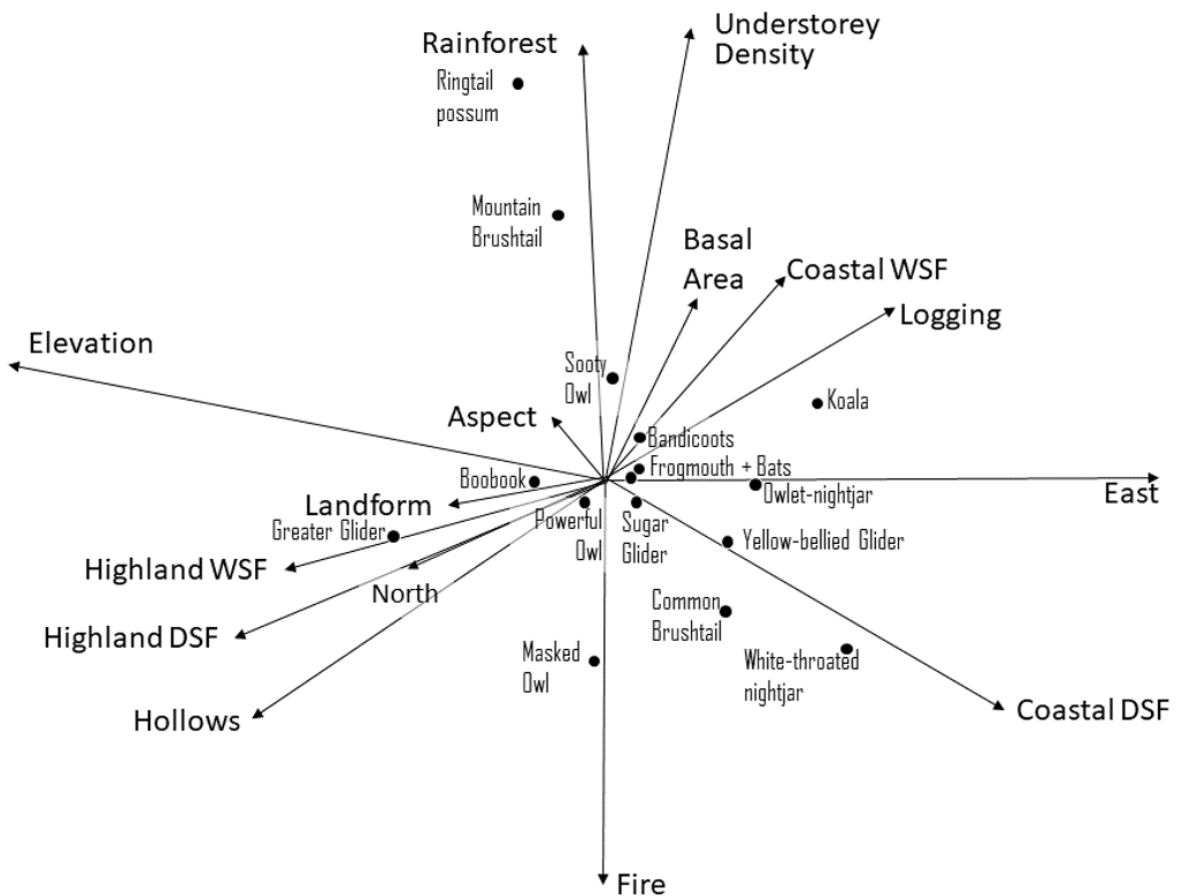 Understorey
Density
Rainforest
Ringtail
possum
Mountain
Brushtail
Basal
Area
Coastal WSF
Logging
Elevation
Sooty
Owl
Koala
Aspect
Bandicoots
Frogmouth + Bats
Boobook
Owlet-nightjar
East
Landform
Greater Glider
Powerful
Owl
Sugar
Glider
Yellow-bellied Glider
Highland WSF
North
Common
Brushtail
Highland DSF
Masked
Owl
White-throated
nightjar
Hollows
Coastal DSF
Fire